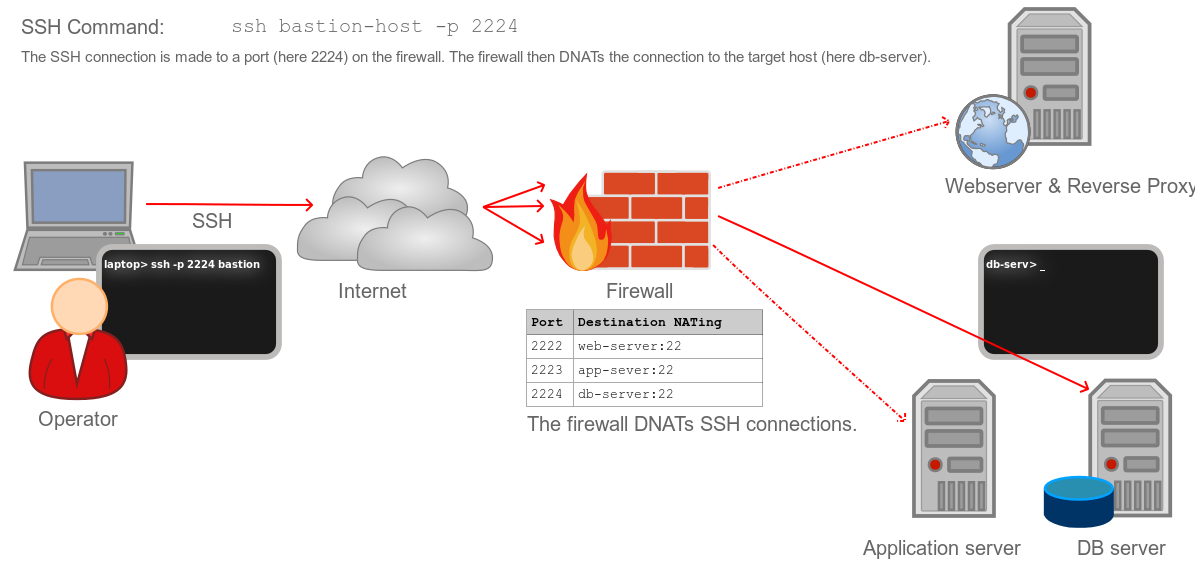 SSH Command: ssh bastion-host -p 2224
The SSH connection is made to a port (here 2224) on the firewall. The firewall then DNATs the connection to the target host (here db-server).
Webserver & Reverse Proxy
SSH
laptop> ssh -p 2224 bastion
db-serv> _
Internet
Firewall
Port Destination NATing
2222 web-server:22
2223 app-sever:22
2224 db-server:22
Operator
The firewall DNATs SSH connections.
Application server
DB server